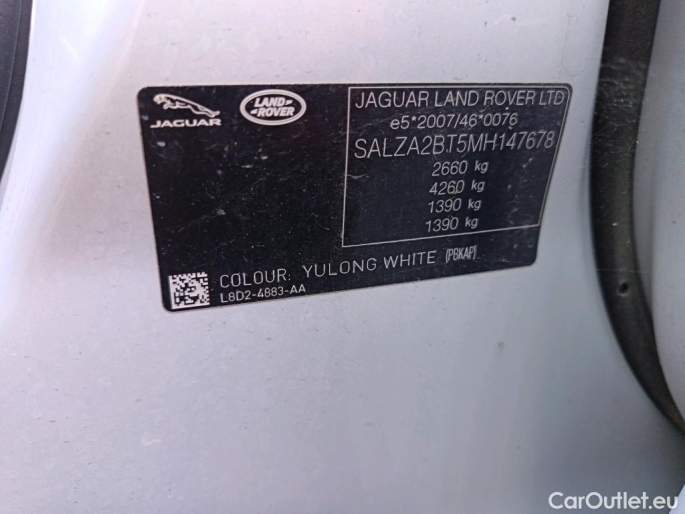 JAGUAR
LAND ROVER
JAGUAR LAND ROVER LTD
e5*2007/46*0076
SALZA2BT5MH147678
2660 kg
4260 kg
1390 kg
1390 kg
COLOUR: YULONG WHITE (PBKAP)
L8D2-4883-AA
CarOutlet.eu